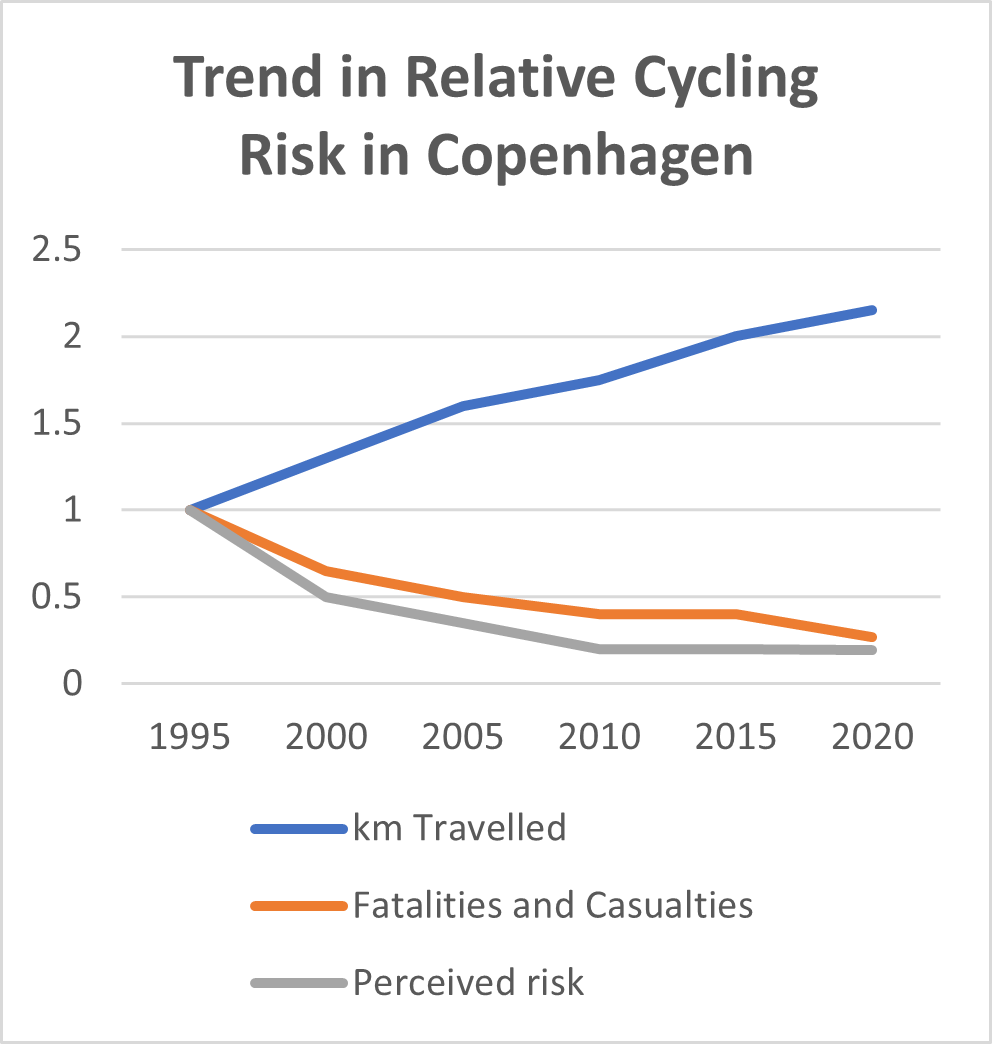 Trend in Relative Cycling
Risk in Copenhagen
2.5
2
1.5
1
0.5
0
1995 2000 2005 2010 2015 2020
km Travelled
Fatalities and Casualties
Perceived risk